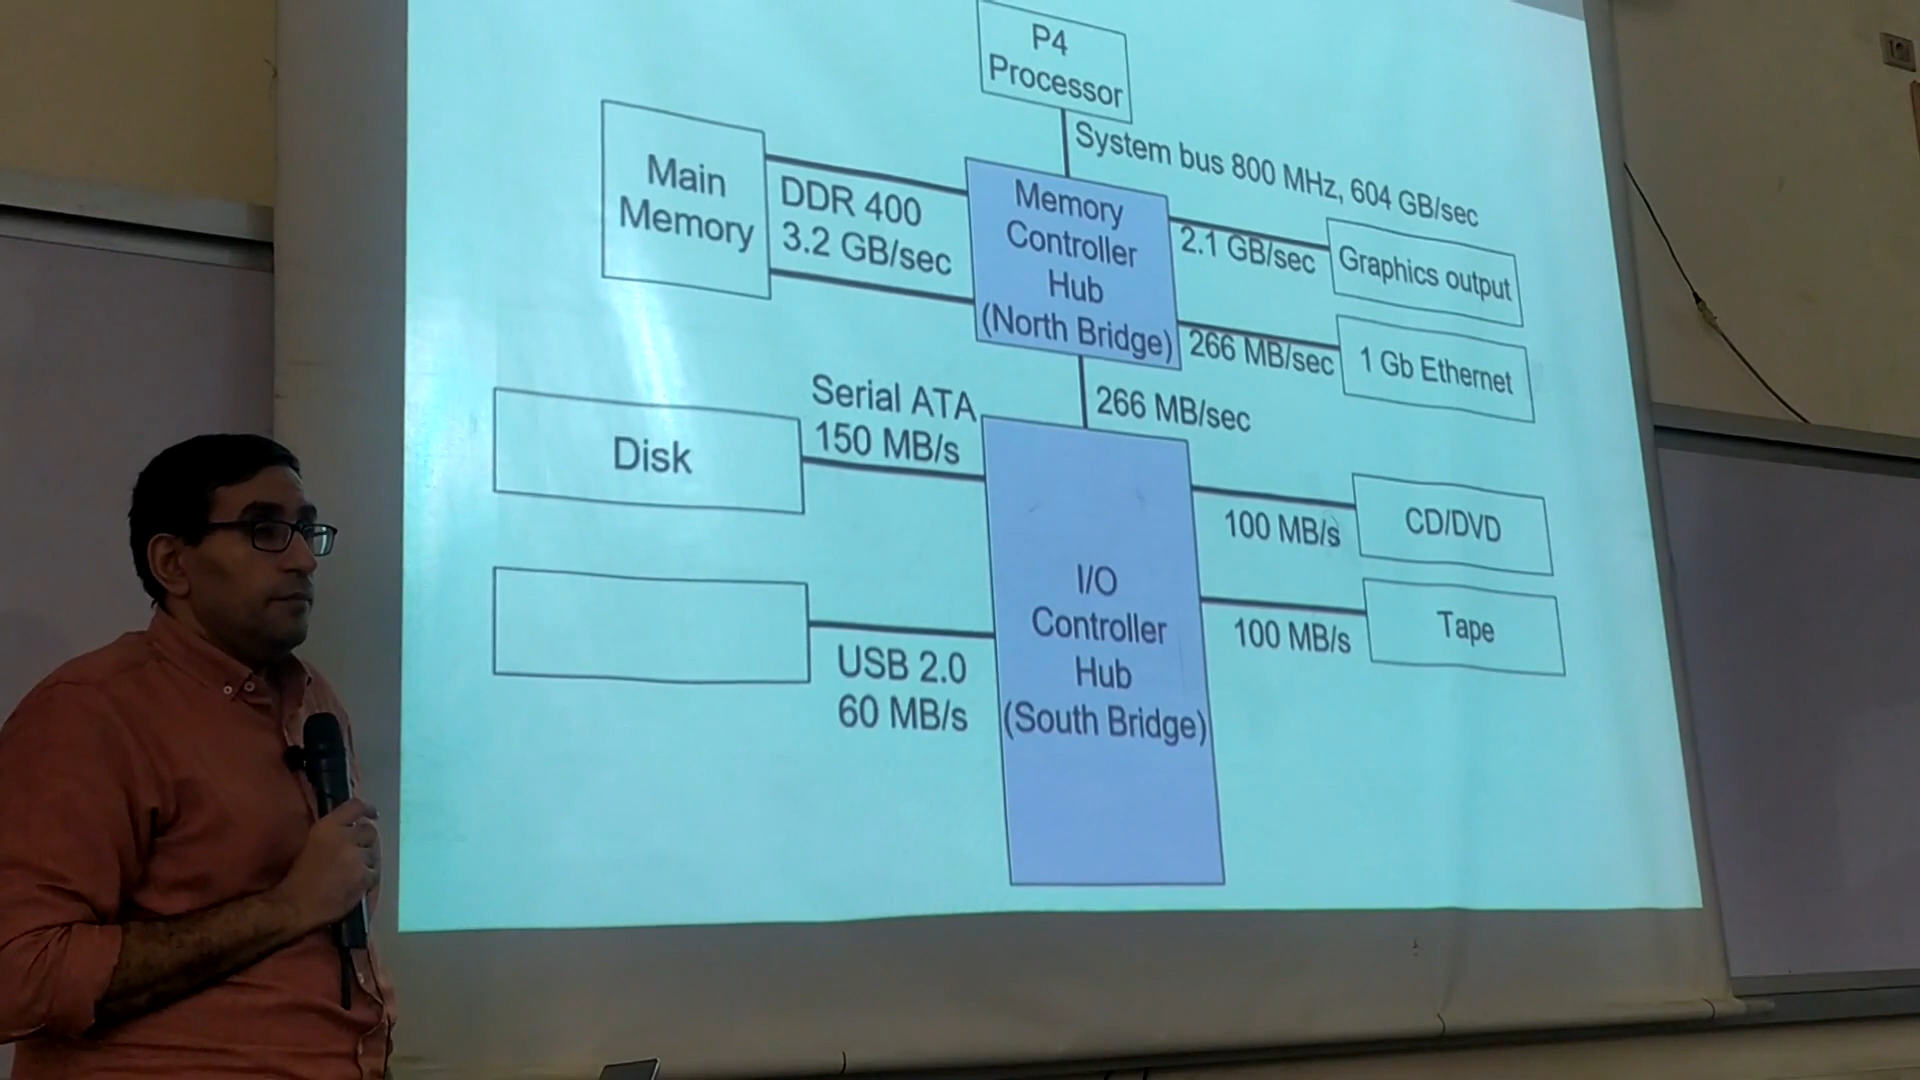 P4
Processor
System bus 800 MHz, 604 GB/sec
Main
Memory
DDR 400
3.2 GB/sec
Memory
Controller
Hub
(North Bridge)
2.1 GB/sec
Graphics output
266 MB/sec
1 Gb Ethernet
266 MB/sec
Serial ATA
150 MB/s
Disk
I/O
Controller
Hub
(South Bridge)
100 MB/s
CD/DVD
USB 2.0
60 MB/s
100 MB/s
Tape